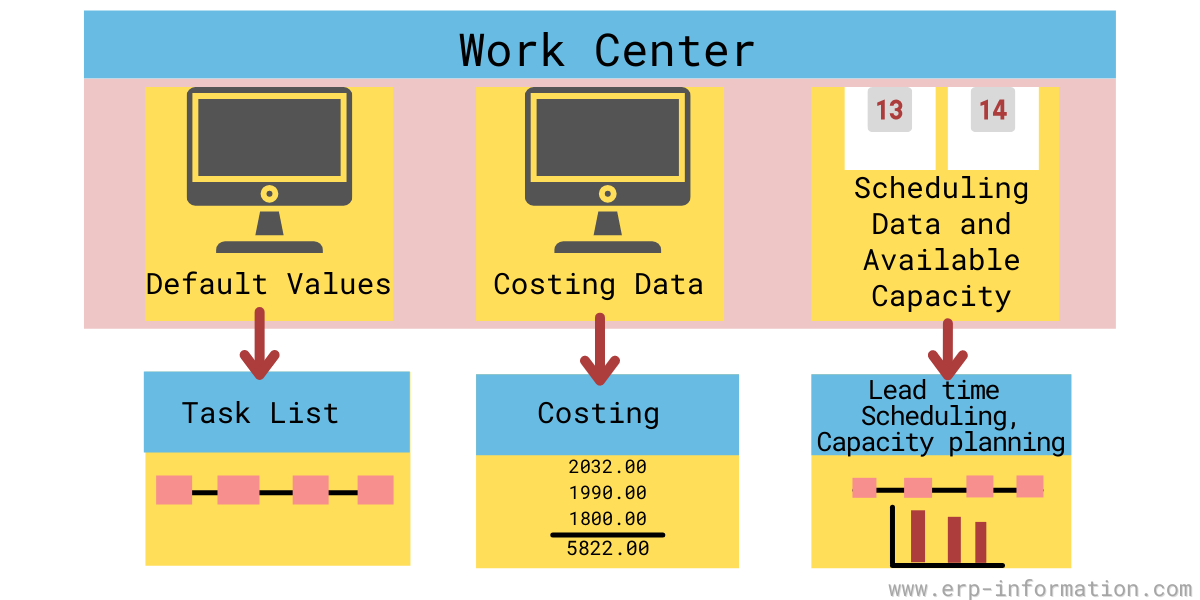 Work Center
Default Values
Costing Data
13 14
Scheduling
Data and
Available
Capacity
Task List
Costing
2032.00
1990.00
1800.00
5822.00
Lead time
Scheduling,
Capacity planning
www.erp-information.com